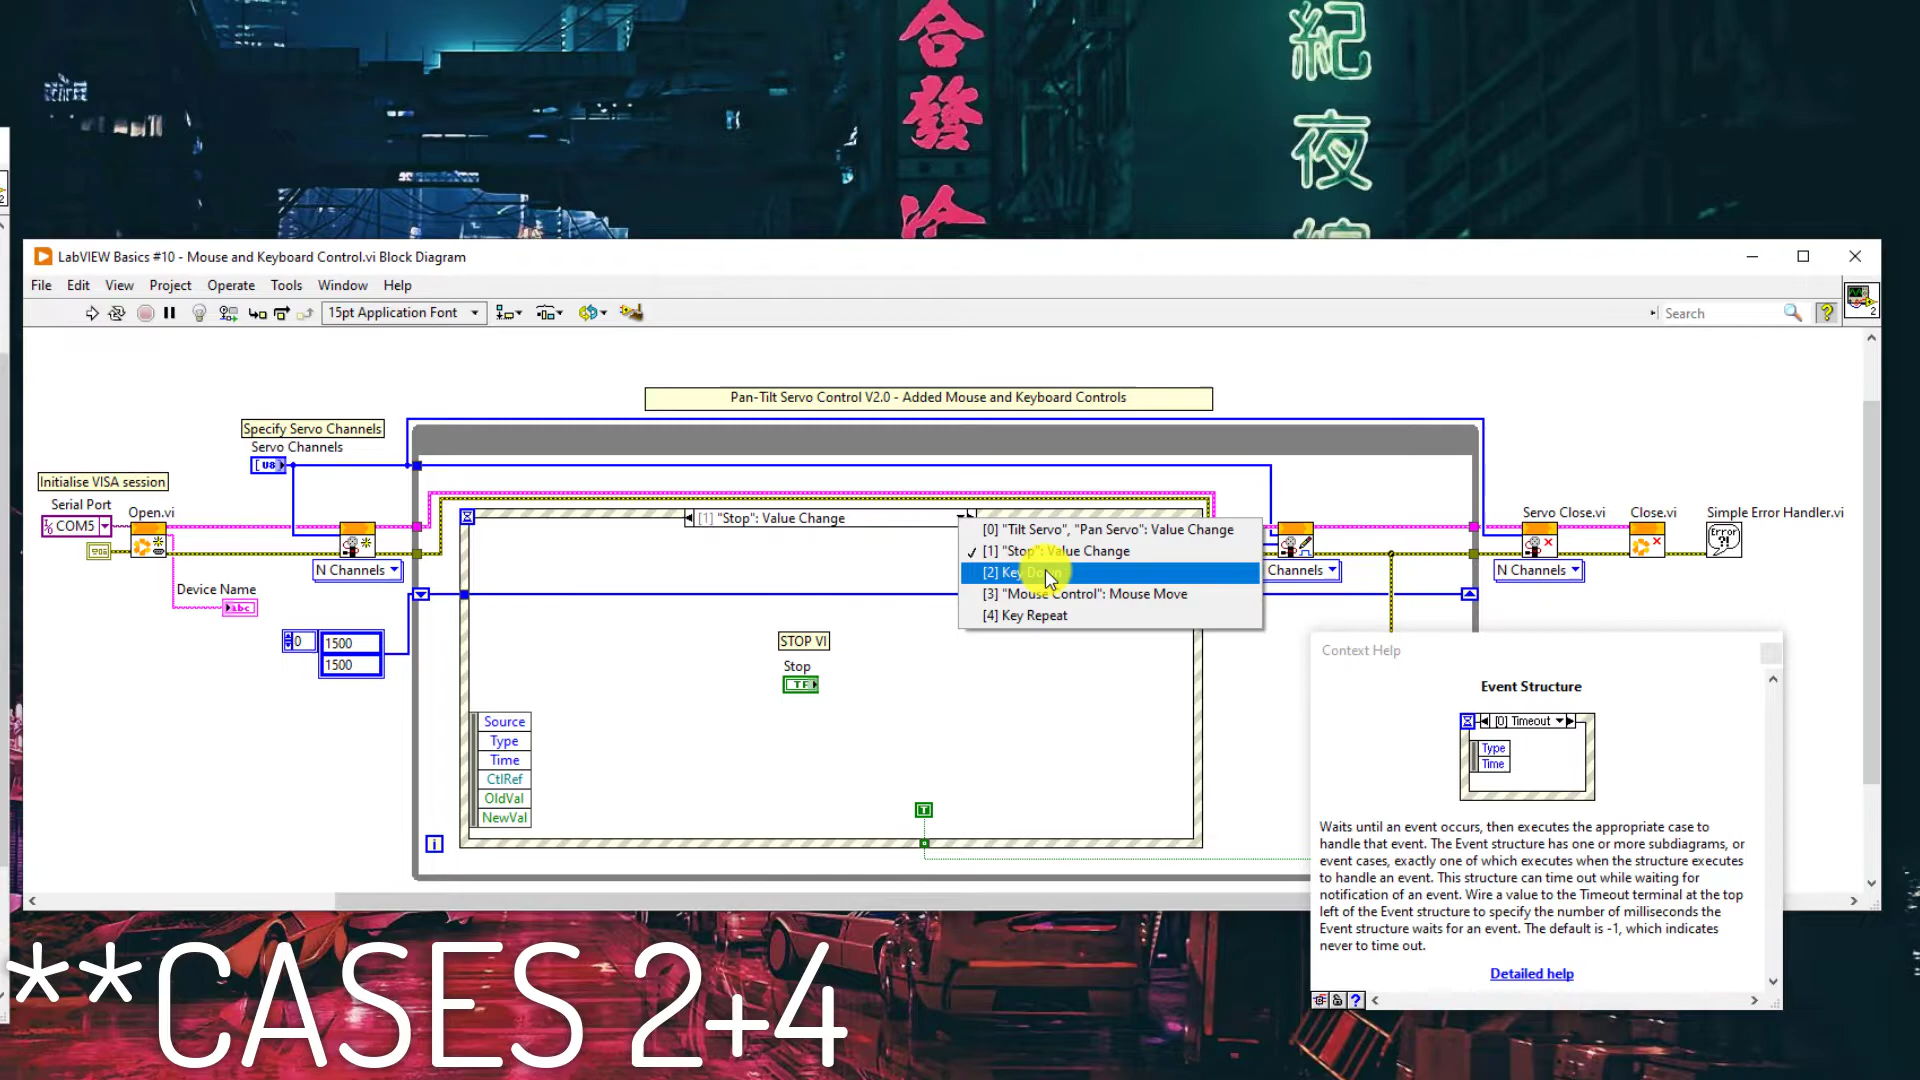 合
發
冶
紀
夜
LabVIEW Basics #10 - Mouse and Keyboard Control.vi Block Diagram
File Edit View Project Operate Tools Window Help
15pt Application Font
Search
2
Pan-Tilt Servo Control V2.0 - Added Mouse and Keyboard Controls
Specify Servo Channels
Servo Channels
[U8]
Initialise VISA session
Serial Port
COM5
Open.vi
N Channels
Device Name
abc
0
1500
1500
[1] "Stop": Value Change
[0] "Tilt Servo", "Pan Servo": Value Change
✓ [1] "Stop": Value Change
[2] Key Down
[3] "Mouse Control": Mouse Move
[4] Key Repeat
STOP VI
Stop
TF
Source
Type
Time
CtlRef
OldVal
NewVal
T
i
Channels
Servo Close.vi
N Channels
Close.vi
Simple Error Handler.vi
Error
?!
Context Help
Event Structure
[0] Timeout
Type
Time
Waits until an event occurs, then executes the appropriate case to
handle that event. The Event structure has one or more subdiagrams, or
event cases, exactly one of which executes when the structure executes
to handle an event. This structure can time out while waiting for
notification of an event. Wire a value to the Timeout terminal at the top
left of the Event structure to specify the number of milliseconds the
Event structure waits for an event. The default is -1, which indicates
never to time out.
Detailed help
**CASES 2+4